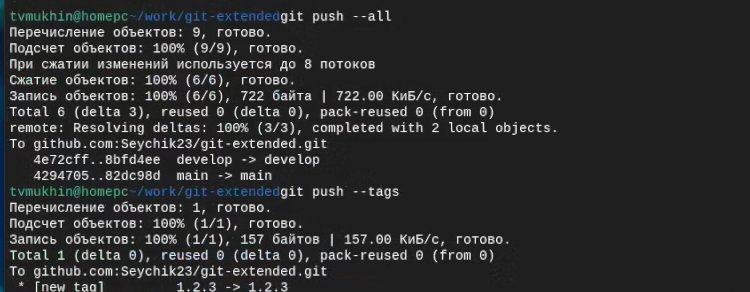 tvmukhin@homepc~/work/git-extendedgit push --all
Перечисление объектов: 9, готово.
Подсчет объектов: 100% (9/9), готово.
При сжатии изменений используется до 8 потоков
Сжатие объектов: 100% (6/6), готово.
Запись объектов: 100% (6/6), 722 байта | 722.00 КиБ/с, готово.
Total 6 (delta 3), reused 0 (delta 0), pack-reused 0 (from 0)
remote: Resolving deltas: 100% (3/3), completed with 2 local objects.
To github.com:Seychik23/git-extended.git
   4e72cff..8bfd4ee  develop -> develop
   4294705..82dc98d  main -> main
tvmukhin@homepc~/work/git-extendedgit push --tags
Перечисление объектов: 1, готово.
Подсчет объектов: 100% (1/1), готово.
Запись объектов: 100% (1/1), 157 байтов | 157.00 КиБ/с, готово.
Total 1 (delta 0), reused 0 (delta 0), pack-reused 0 (from 0)
To github.com:Seychik23/git-extended.git
 * [new tag]         1.2.3 -> 1.2.3